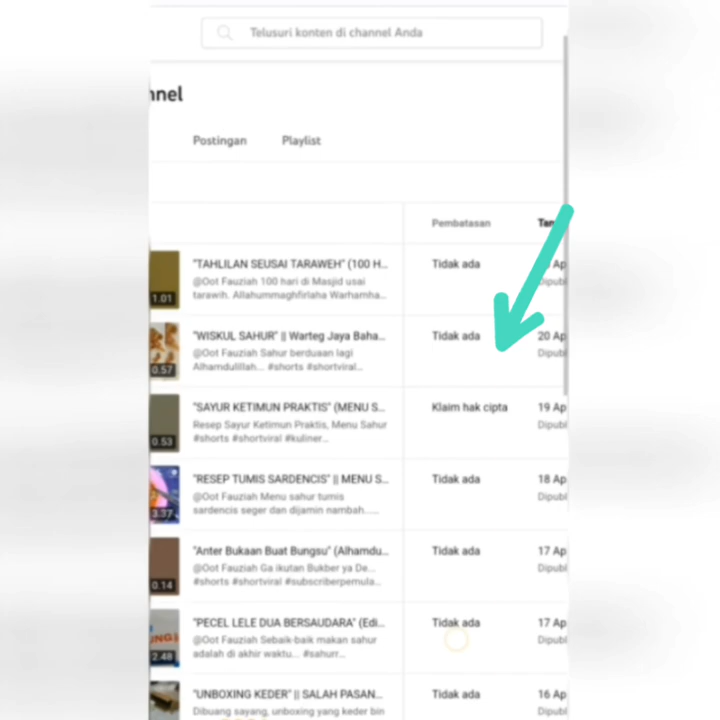 Telusuri konten di channel Anda
nnel
Postingan Playlist
Pembatasan
"TAHLILAN SEUSAI TARAWEH" (100 H... Tidak ada
@Oot Fauziah 100 hari di Masjid usai
tarawih. Allahummaghfirlaha Warhamha...
1.01
"WISKUL SAHUR" || Warteg Jaya Baha... Tidak ada 20 Ap
@Oot Fauziah Sahur berduaan lagi Dipubl
Alhamdulillah... #shorts #shortviral...
0.57
"SAYUR KETIMUN PRAKTIS" (MENU S... Klaim hak cipta 19 Ap
Resep Sayur Ketimun Praktis, Menu Sahur Dipubl
#shorts #shortviral #kuliner...
0.53
"RESEP TUMIS SARDENCIS" || MENU S... Tidak ada 18 Ap
@Oot Fauziah Menu sahur tumis Dipubl
sardencis seger dan dijamin nambah.....
3.37
"Anter Bukaan Buat Bungsu" (Alhamdu... Tidak ada 17 Ap
@Oot Fauziah Ga ikutan Bukber ya De... Dipubl
#shorts #shortviral #subscriberpemula...
0.14
"PECEL LELE DUA BERSAUDARA" (Edi... Tidak ada 17 Ap
@Oot Fauziah Sebaik-baik makan sahur Dipubl
adalah di akhir waktu... #sahurr...
2.48
"UNBOXING KEDER" || SALAH PASAN... Tidak ada 16 Ap
Dibuang sayang, unboxing yang keder bin Dipubl